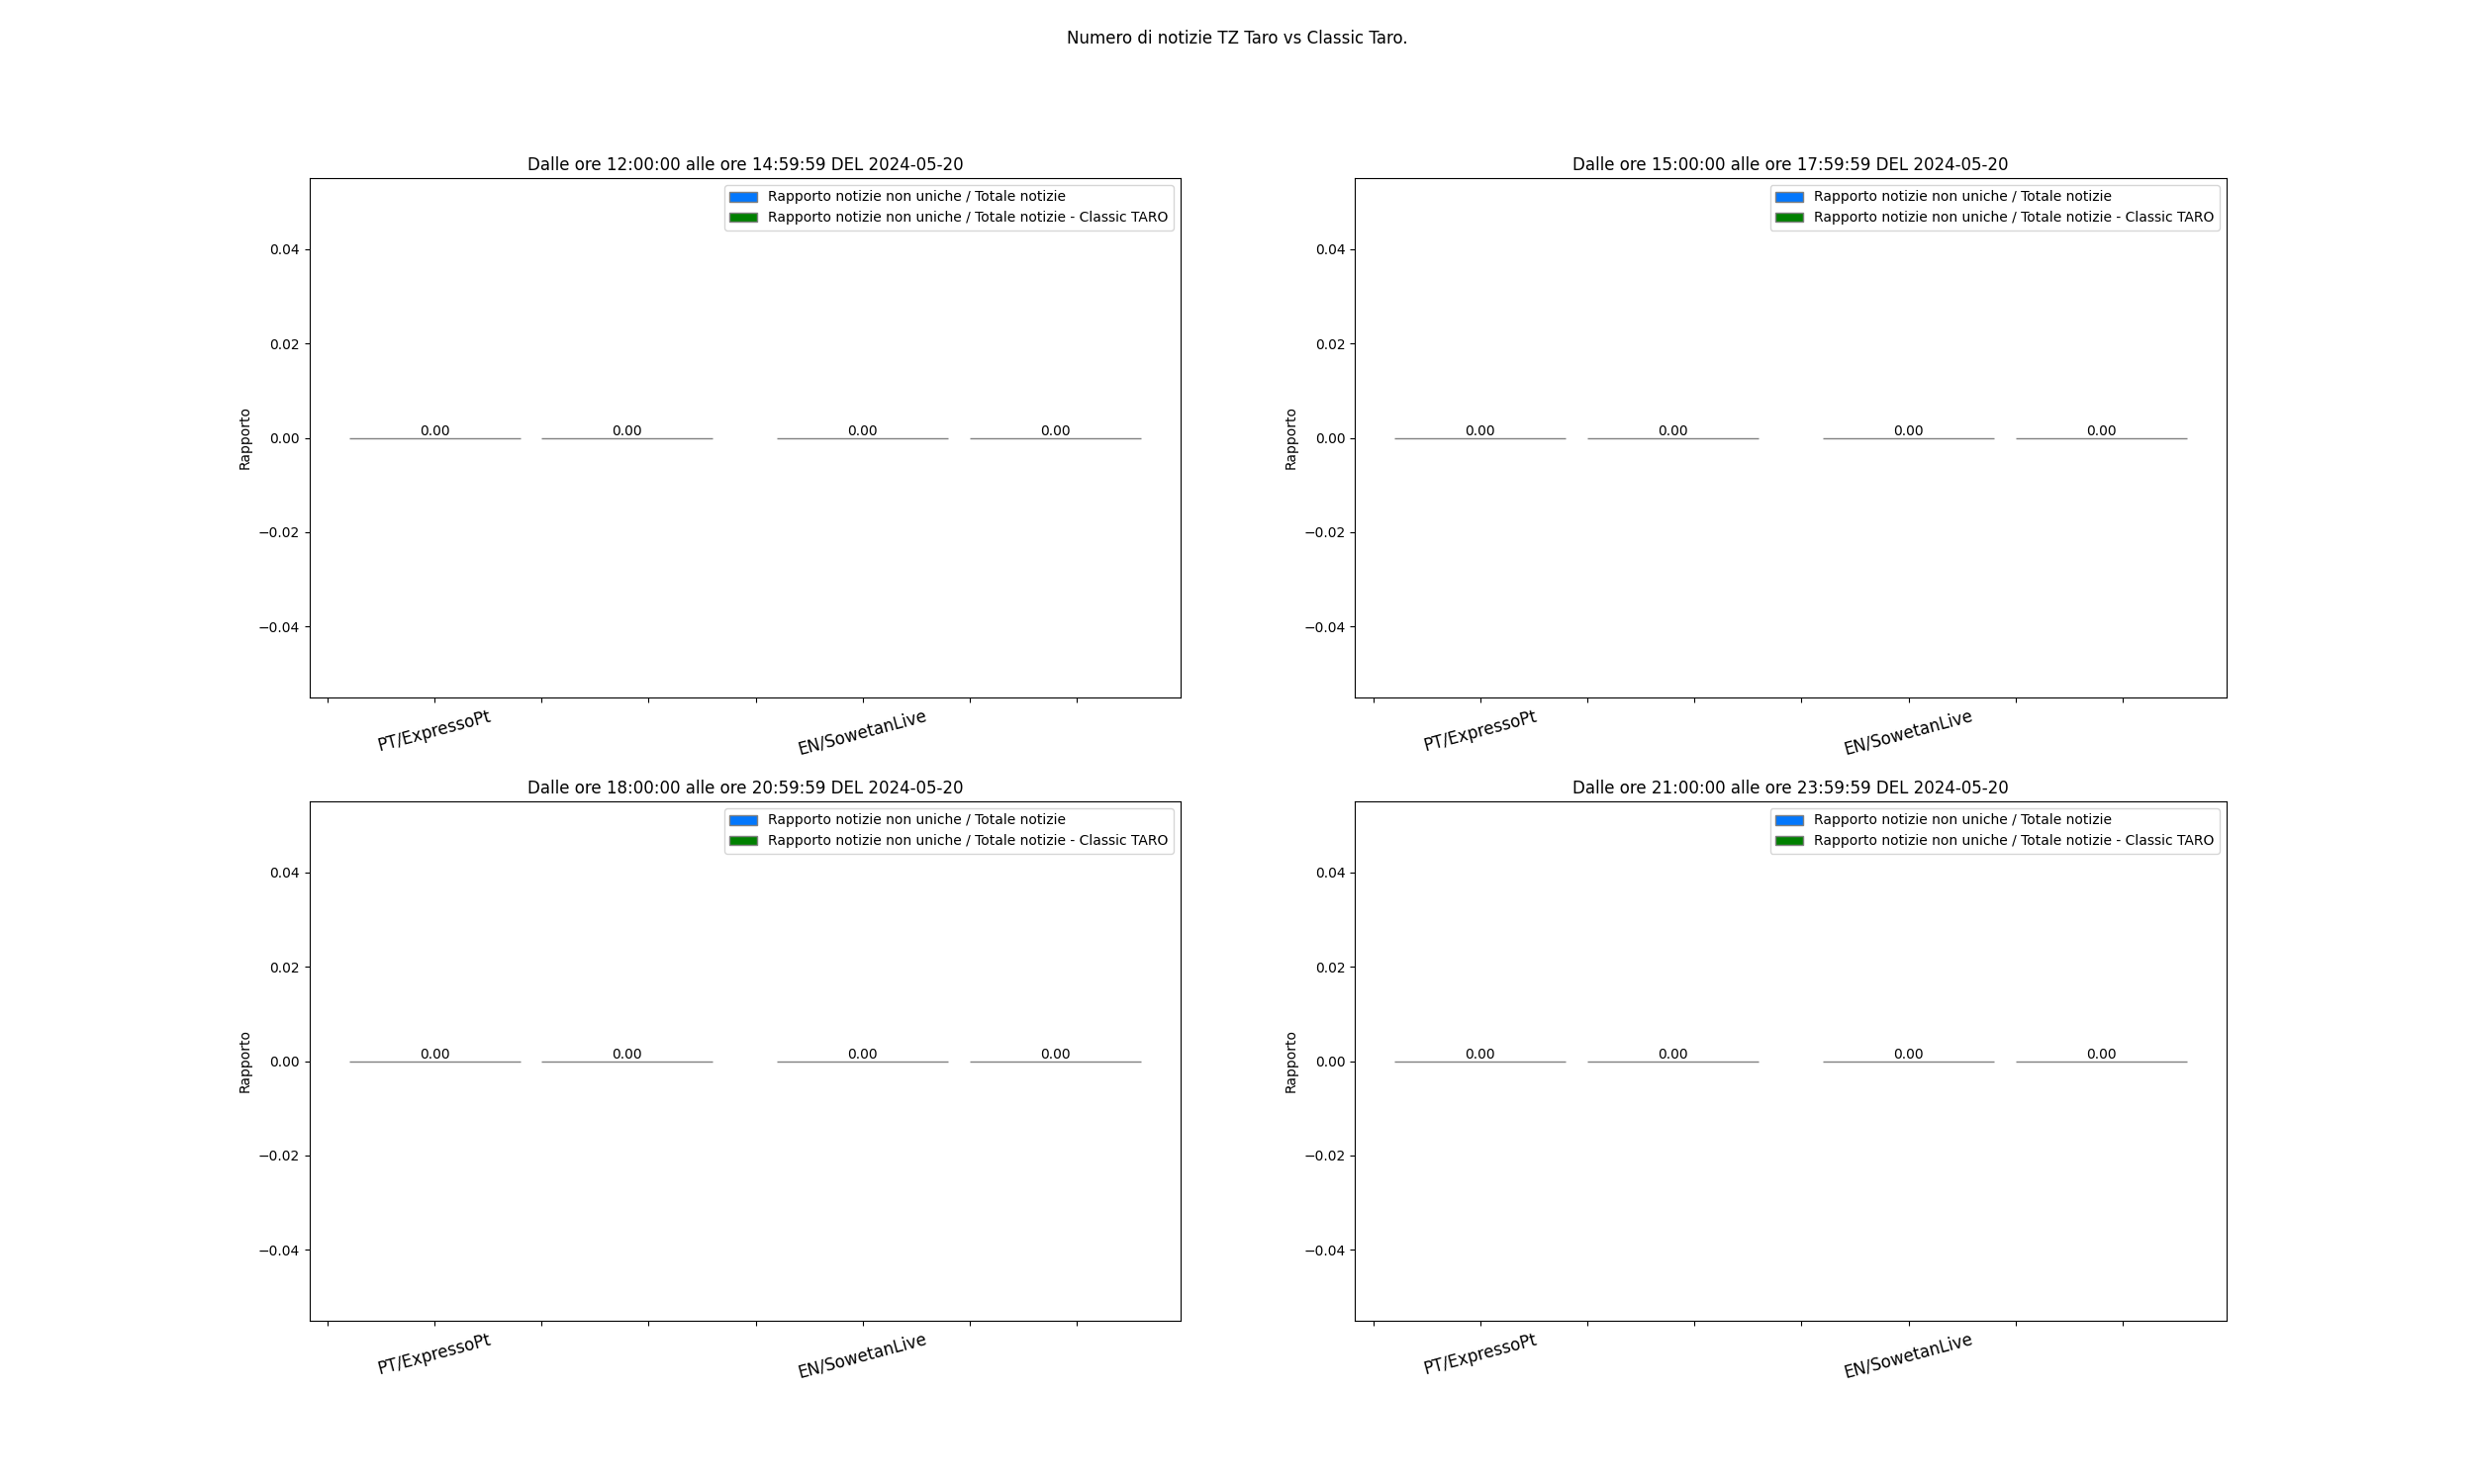 Numero di notizie TZ Taro vs Classic Taro.
Dalle ore 12:00:00 alle ore 14:59:59 DEL 2024-05-20
Rapporto notizie non uniche / Totale notizie
Rapporto notizie non uniche / Totale notizie - Classic TARO
0.04
0.02
0.00
−0.02
−0.04
Rapporto
0.00 0.00 0.00 0.00
PT/ExpressoPt EN/SowetanLive
Dalle ore 15:00:00 alle ore 17:59:59 DEL 2024-05-20
Rapporto notizie non uniche / Totale notizie
Rapporto notizie non uniche / Totale notizie - Classic TARO
0.04
0.02
0.00
−0.02
−0.04
Rapporto
0.00 0.00 0.00 0.00
PT/ExpressoPt EN/SowetanLive
Dalle ore 18:00:00 alle ore 20:59:59 DEL 2024-05-20
Rapporto notizie non uniche / Totale notizie
Rapporto notizie non uniche / Totale notizie - Classic TARO
0.04
0.02
0.00
−0.02
−0.04
Rapporto
0.00 0.00 0.00 0.00
PT/ExpressoPt EN/SowetanLive
Dalle ore 21:00:00 alle ore 23:59:59 DEL 2024-05-20
Rapporto notizie non uniche / Totale notizie
Rapporto notizie non uniche / Totale notizie - Classic TARO
0.04
0.02
0.00
−0.02
−0.04
Rapporto
0.00 0.00 0.00 0.00
PT/ExpressoPt EN/SowetanLive